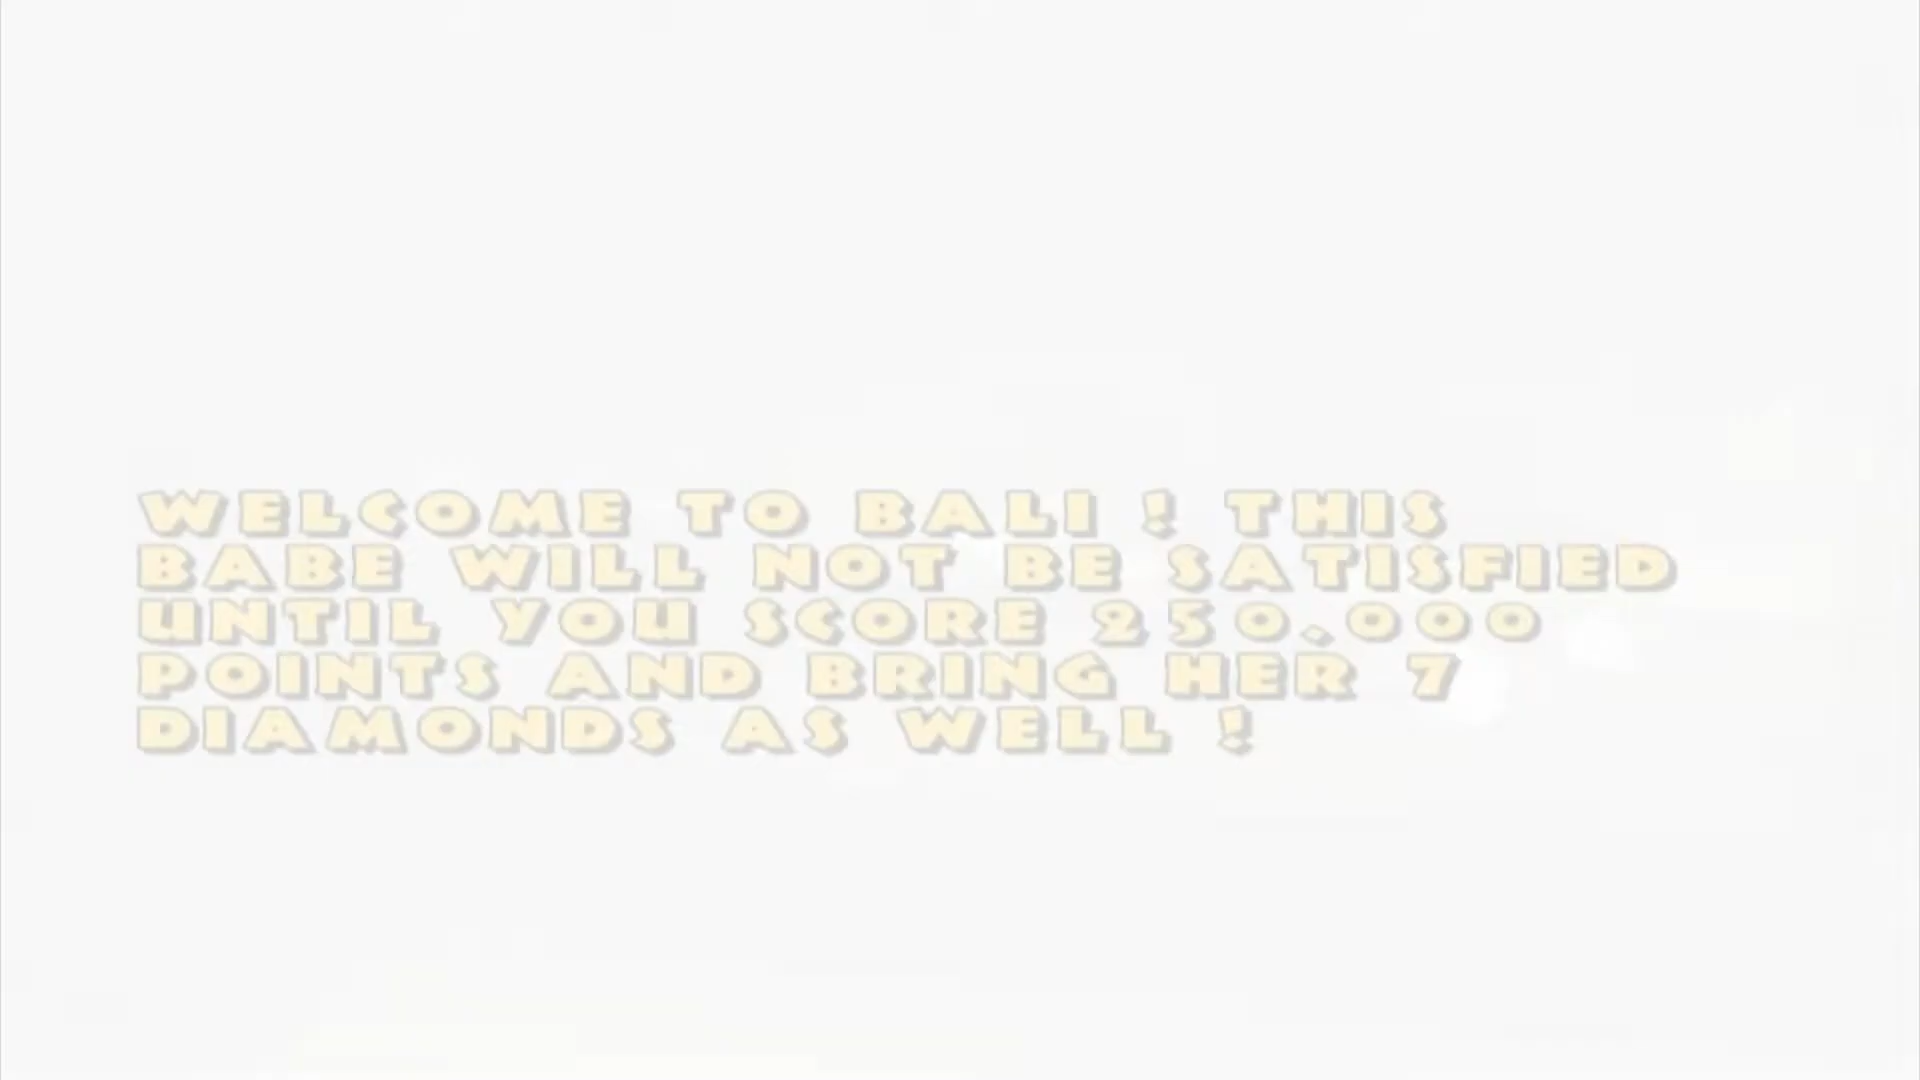 WELCOME TO BALI ! THIS
BABE WILL NOT BE SATISFIED
UNTIL YOU SCORE 250.000
POINTS AND BRING HER 7
DIAMONDS AS WELL !